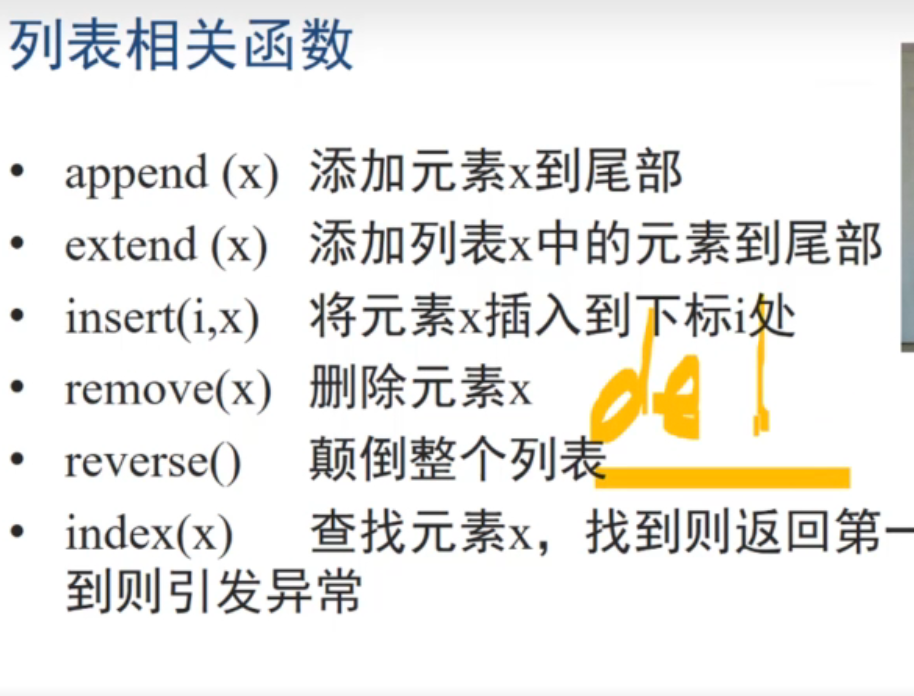 列表相关函数
• append (x) 添加元素x到尾部
• extend (x) 添加列表x中的元素到尾部
• insert(i,x) 将元素x插入到下标i处
• remove(x) 删除元素x
del
• reverse() 颠倒整个列表
• index(x) 查找元素x，找到则返回第一
到则引发异常